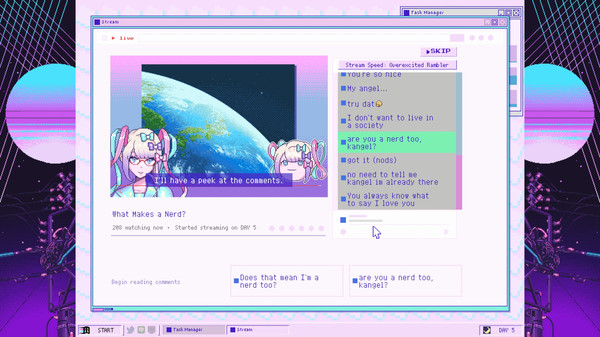 Task Manager
Stream
live
SKIP
Stream Speed: Overexcited Rambler
you're so nice
My angel...
tru dat
I don't want to live in
a society
are you a nerd too,
kangel?
got it (nods)
no need to tell me
kangel im already there
You always know what
to say I love you
I'll have a peek at the comments.
What Makes a Nerd?
208 watching now • Started streaming on DAY 5
Begin reading comments
Does that mean I'm a
nerd too?
are you a nerd too,
kangel?
START
Task Manager
Stream
DAY 5